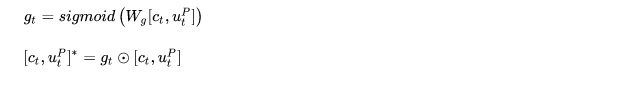 g_t = sigmoid(W_g[c_t, u_t^P])
[c_t, u_t^P]* = g_t ⊙ [c_t, u_t^P]